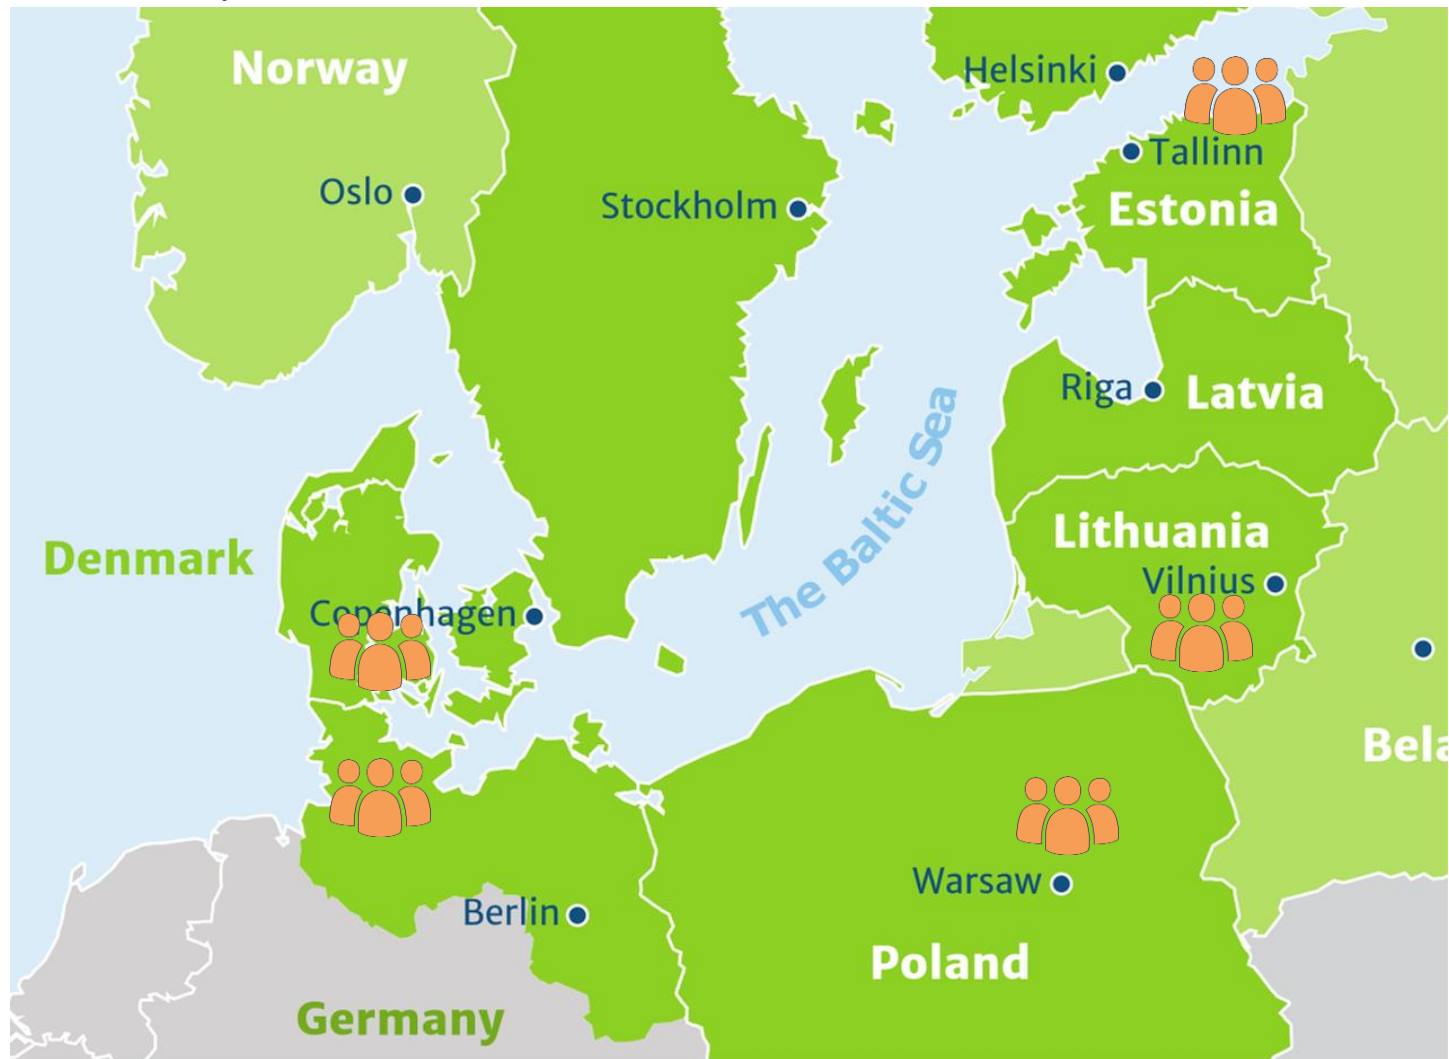 Norway
Helsinki
Tallinn
Oslo
Stockholm
Estonia
Riga
Latvia
The Baltic Sea
Lithuania
Denmark
Vilnius
Copenhagen
Bela
Warsaw
Berlin
Poland
Germany